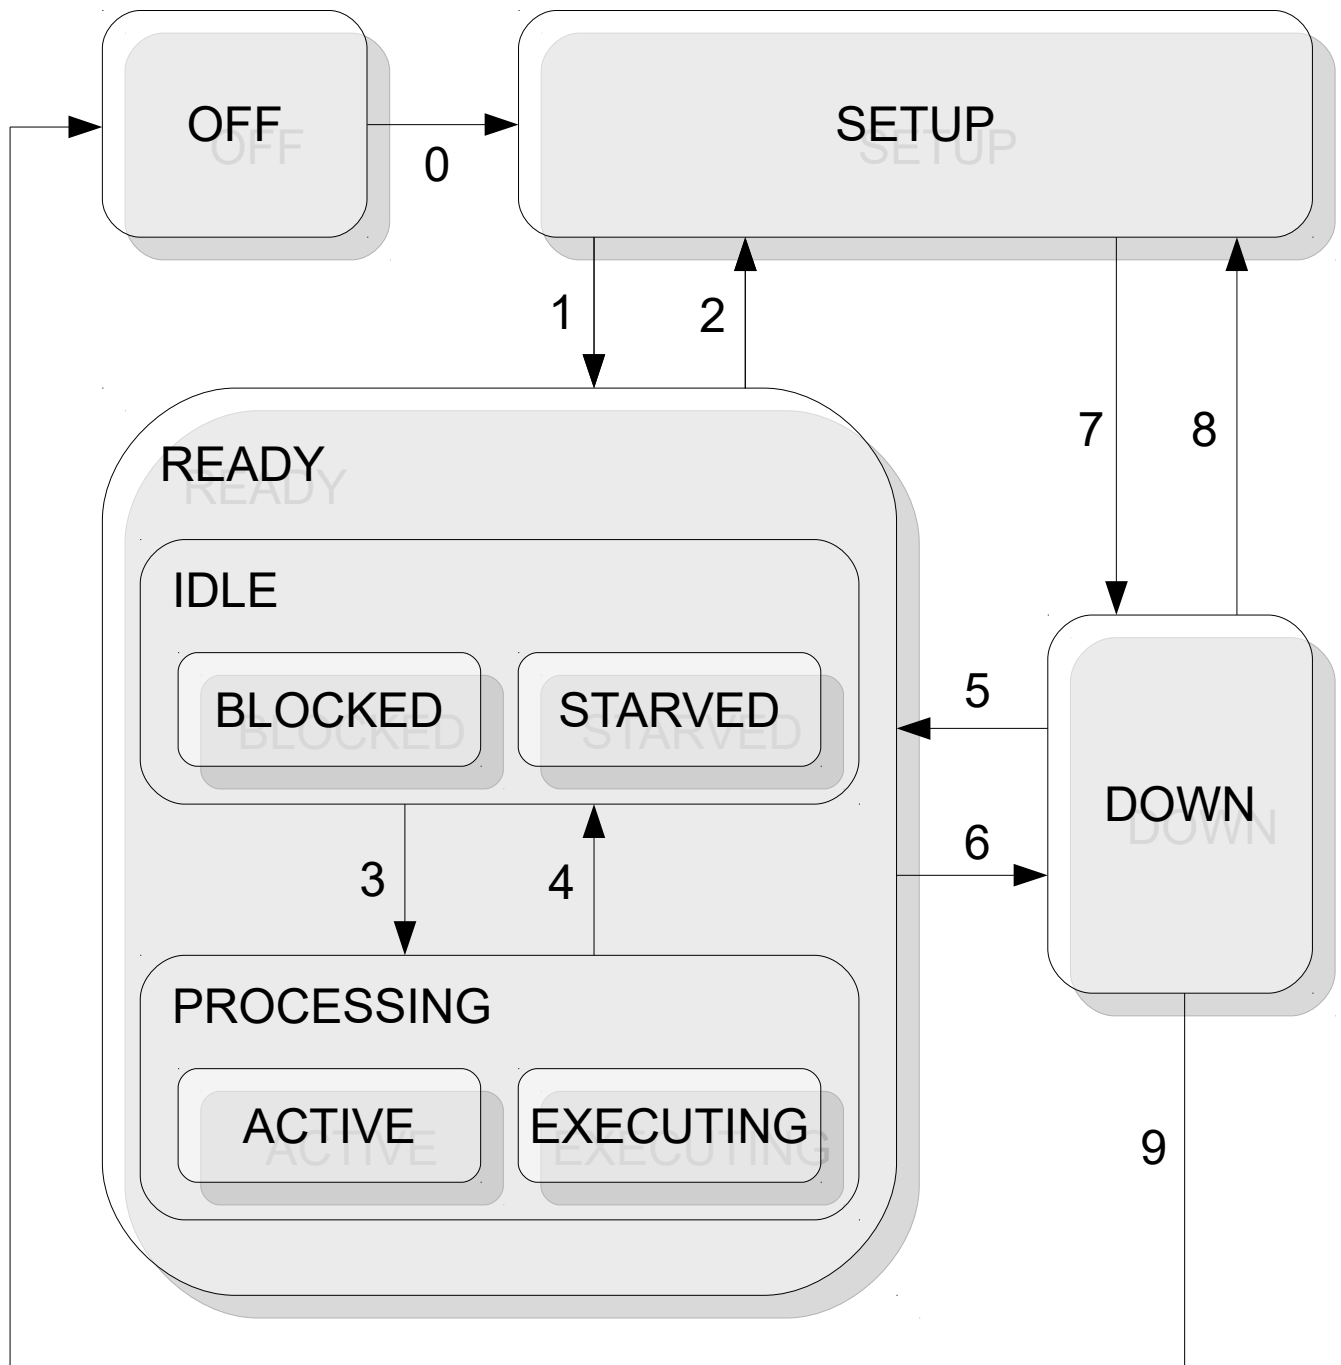 OFF
0
SETUP
1
2
7
8
READY
IDLE
BLOCKED
STARVED
5
DOWN
6
3
4
PROCESSING
ACTIVE
EXECUTING
9